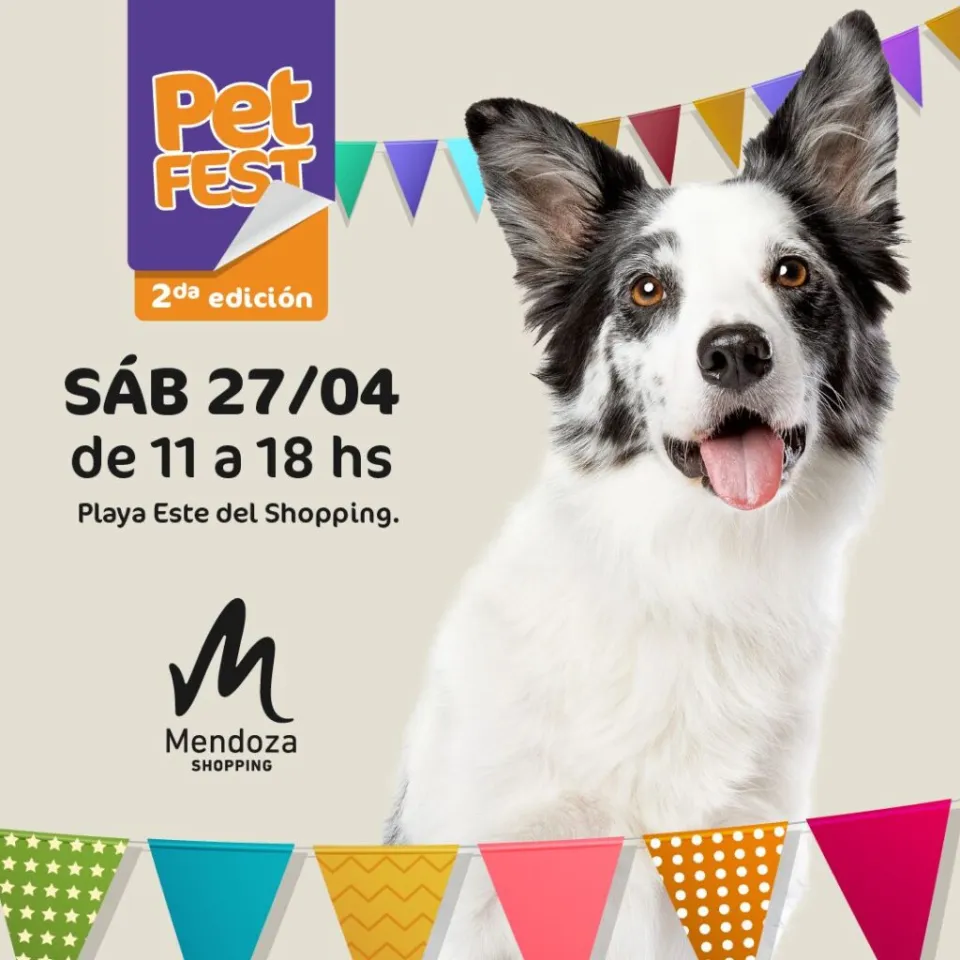 Pet
FEST
2da edición
SÁB 27/04
de 11 a 18 hs
Playa Este del Shopping.
Mendoza
SHOPPING